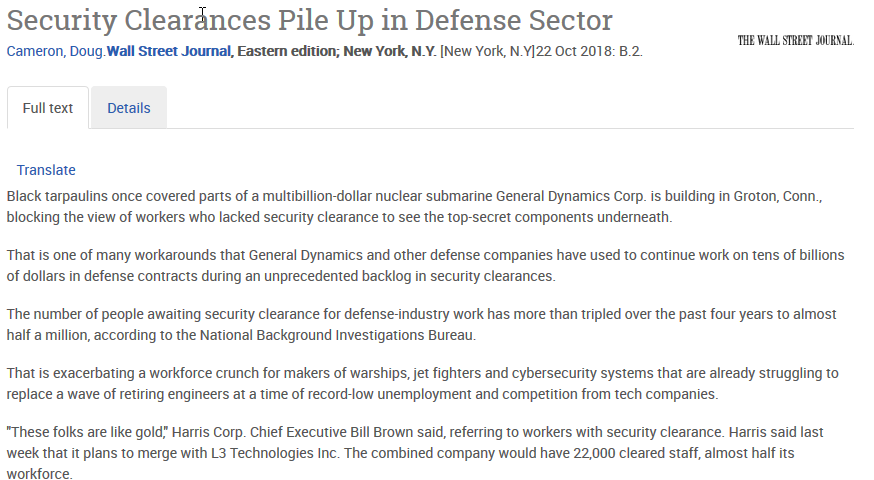 Security Clearances Pile Up in Defense Sector
Cameron, Doug.Wall Street Journal, Eastern edition; New York, N.Y. [New York, N.Y]22 Oct 2018: B.2.
THE WALL STREET JOURNAL.
Full text
Details
Translate
Black tarpaulins once covered parts of a multibillion-dollar nuclear submarine General Dynamics Corp. is building in Groton, Conn.,
blocking the view of workers who lacked security clearance to see the top-secret components underneath.
That is one of many workarounds that General Dynamics and other defense companies have used to continue work on tens of billions
of dollars in defense contracts during an unprecedented backlog in security clearances.
The number of people awaiting security clearance for defense-industry work has more than tripled over the past four years to almost
half a million, according to the National Background Investigations Bureau.
That is exacerbating a workforce crunch for makers of warships, jet fighters and cybersecurity systems that are already struggling to
replace a wave of retiring engineers at a time of record-low unemployment and competition from tech companies.
"These folks are like gold," Harris Corp. Chief Executive Bill Brown said, referring to workers with security clearance. Harris said last
week that it plans to merge with L3 Technologies Inc. The combined company would have 22,000 cleared staff, almost half its
workforce.